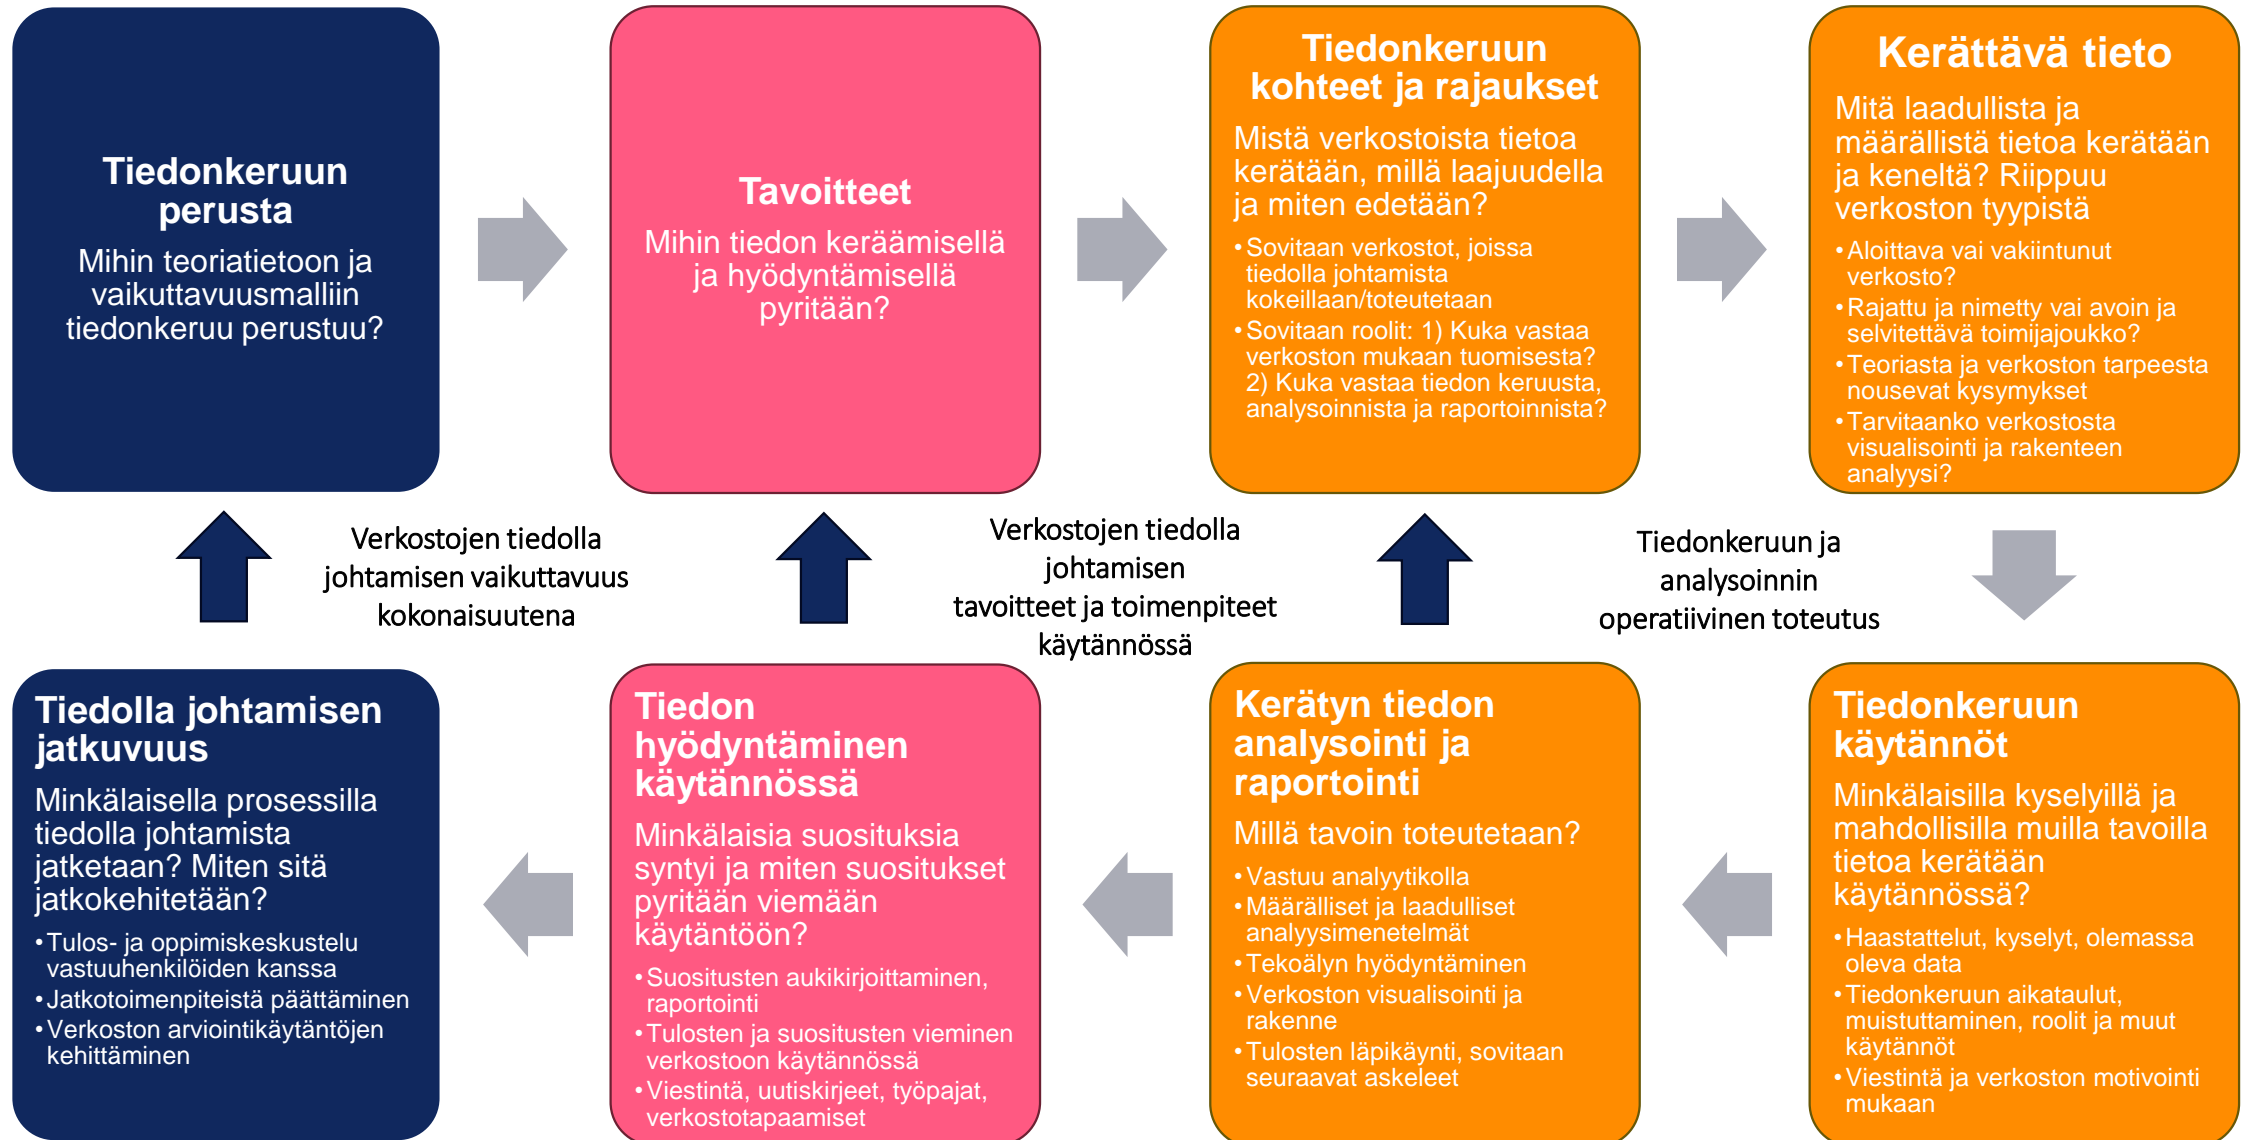 Tiedonkeruun
perusta
Mihin teoriatietoon ja
vaikuttavuusmalliin
tiedonkeruu perustuu?
Tavoitteet
Mihin tiedon keräämisellä
ja hyödyntämisellä
pyritään?
Tiedonkeruun
kohteet ja rajaukset
Mistä verkostoista tietoa
kerätään, millä laajuudella
ja miten edetään?
•Sovitaan verkostot, joissa
tiedolla johtamista
kokeillaan/toteutetaan
•Sovitaan roolit: 1) Kuka vastaa
verkoston mukaan tuomisesta?
2) Kuka vastaa tiedon keruusta,
analysoinnista ja raportoinnista?
Kerättävä tieto
Mitä laadullista ja
määrällistä tietoa kerätään
ja keneltä? Riippuu
verkoston tyypistä
•Aloittava vai vakiintunut
verkosto?
•Rajattu ja nimetty vai avoin ja
selvitettävä toimijajoukko?
•Teoriasta ja verkoston tarpeesta
nousevat kysymykset
•Tarvitaanko verkostosta
visualisointi ja rakenteen
analyysi?
Verkostojen tiedolla
johtamisen vaikuttavuus
kokonaisuutena
Verkostojen tiedolla
johtamisen
tavoitteet ja toimenpiteet
käytännössä
Tiedonkeruun ja
analysoinnin
operatiivinen toteutus
Tiedolla johtamisen
jatkuvuus
Minkälaisella prosessilla
tiedolla johtamista
jatketaan? Miten sitä
jatkokehitetään?
•Tulos- ja oppimiskeskustelu
vastuuhenkilöiden kanssa
•Jatkotoimenpiteistä päättäminen
•Verkoston arviointikäytäntöjen
kehittäminen
Tiedon
hyödyntäminen
käytännössä
Minkälaisia suosituksia
syntyi ja miten suositukset
pyritään viemään
käytäntöön?
•Suositusten aukikirjoittaminen,
raportointi
•Tulosten ja suositusten vieminen
verkostoon käytännössä
•Viestintä, uutiskirjeet, työpajat,
verkostotapaamiset
Kerätyn tiedon
analysointi ja
raportointi
Millä tavoin toteutetaan?
•Vastuu analyytikolla
•Määrälliset ja laadulliset
analyysimenetelmät
•Tekoälyn hyödyntäminen
•Verkoston visualisointi ja
rakenne
•Tulosten läpikäynti, sovitaan
seuraavat askeleet
Tiedonkeruun
käytännöt
Minkälaisilla kyselyillä ja
mahdollisilla muilla tavoilla
tietoa kerätään
käytännössä?
•Haastattelut, kyselyt, olemassa
oleva data
•Tiedonkeruun aikataulut,
muistuttaminen, roolit ja muut
käytännöt
•Viestintä ja verkoston motivointi
mukaan